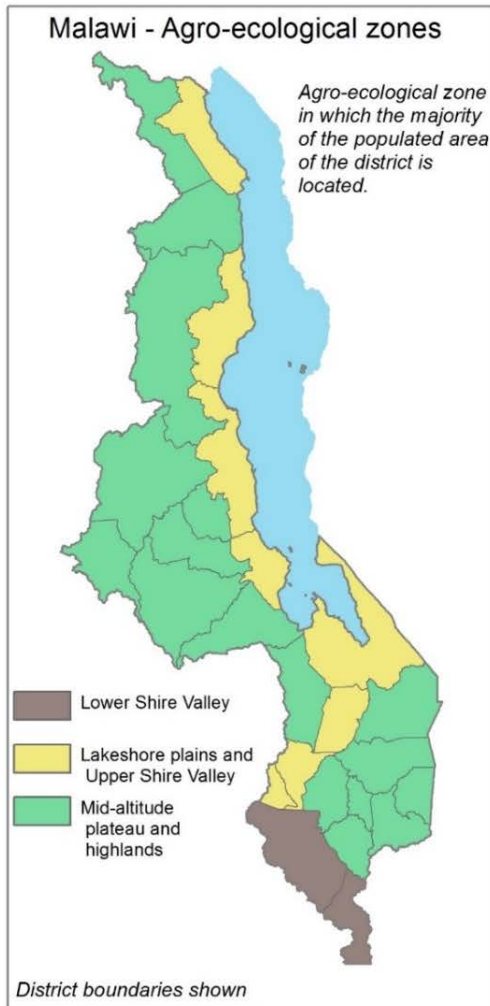 Malawi - Agro-ecological zones
Agro-ecological zone
in which the majority
of the populated area
of the district is
located.
Lower Shire Valley
Lakeshore plains and
Upper Shire Valley
Mid-altitude
plateau and
highlands
District boundaries shown